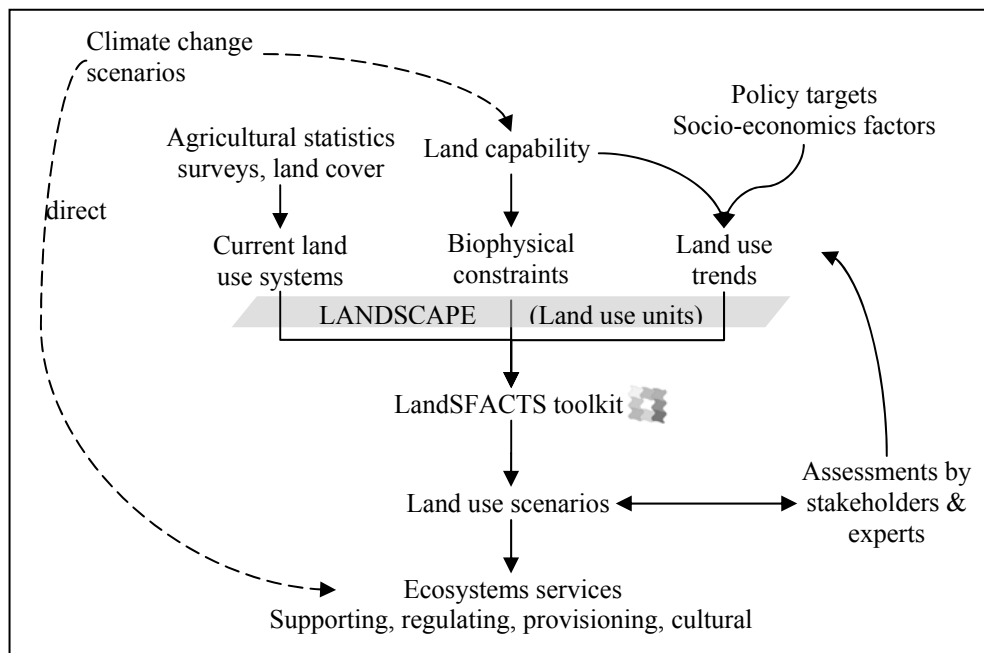 Climate change
scenarios
Policy targets
Socio-economics factors
Agricultural statistics
surveys, land cover
Land capability
direct
Current land
use systems
Biophysical
constraints
Land use
trends
LANDSCAPE (Land use units)
LandSFACTS toolkit
Land use scenarios
Assessments by
stakeholders &
experts
Ecosystems services
Supporting, regulating, provisioning, cultural